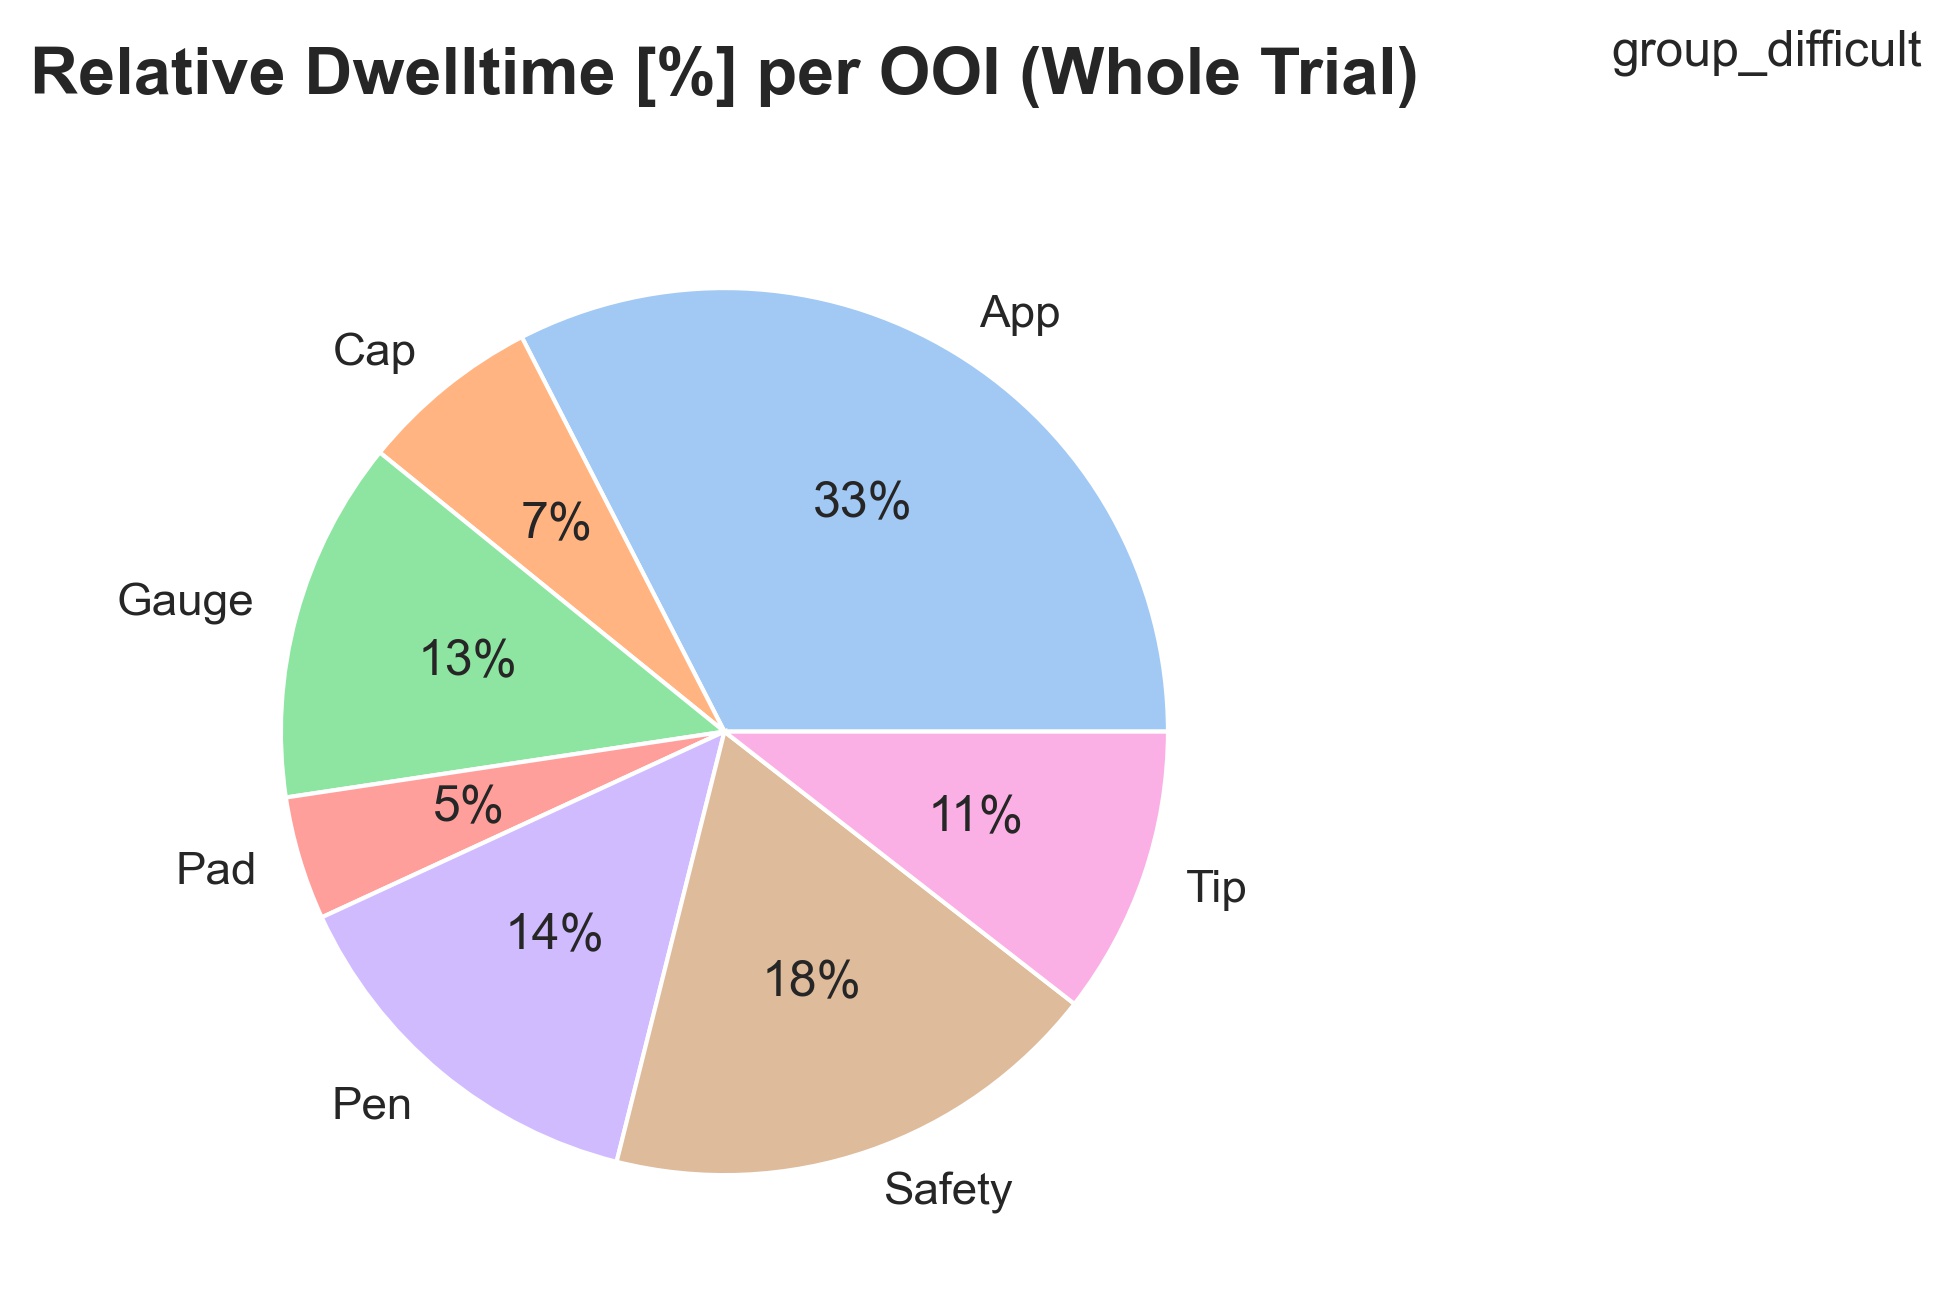 Relative Dwelltime [%] per OOI (Whole Trial)
group_difficult
App
Cap
33%
7%
Gauge
13%
5%
11%
Pad
Tip
14%
18%
Pen
Safety